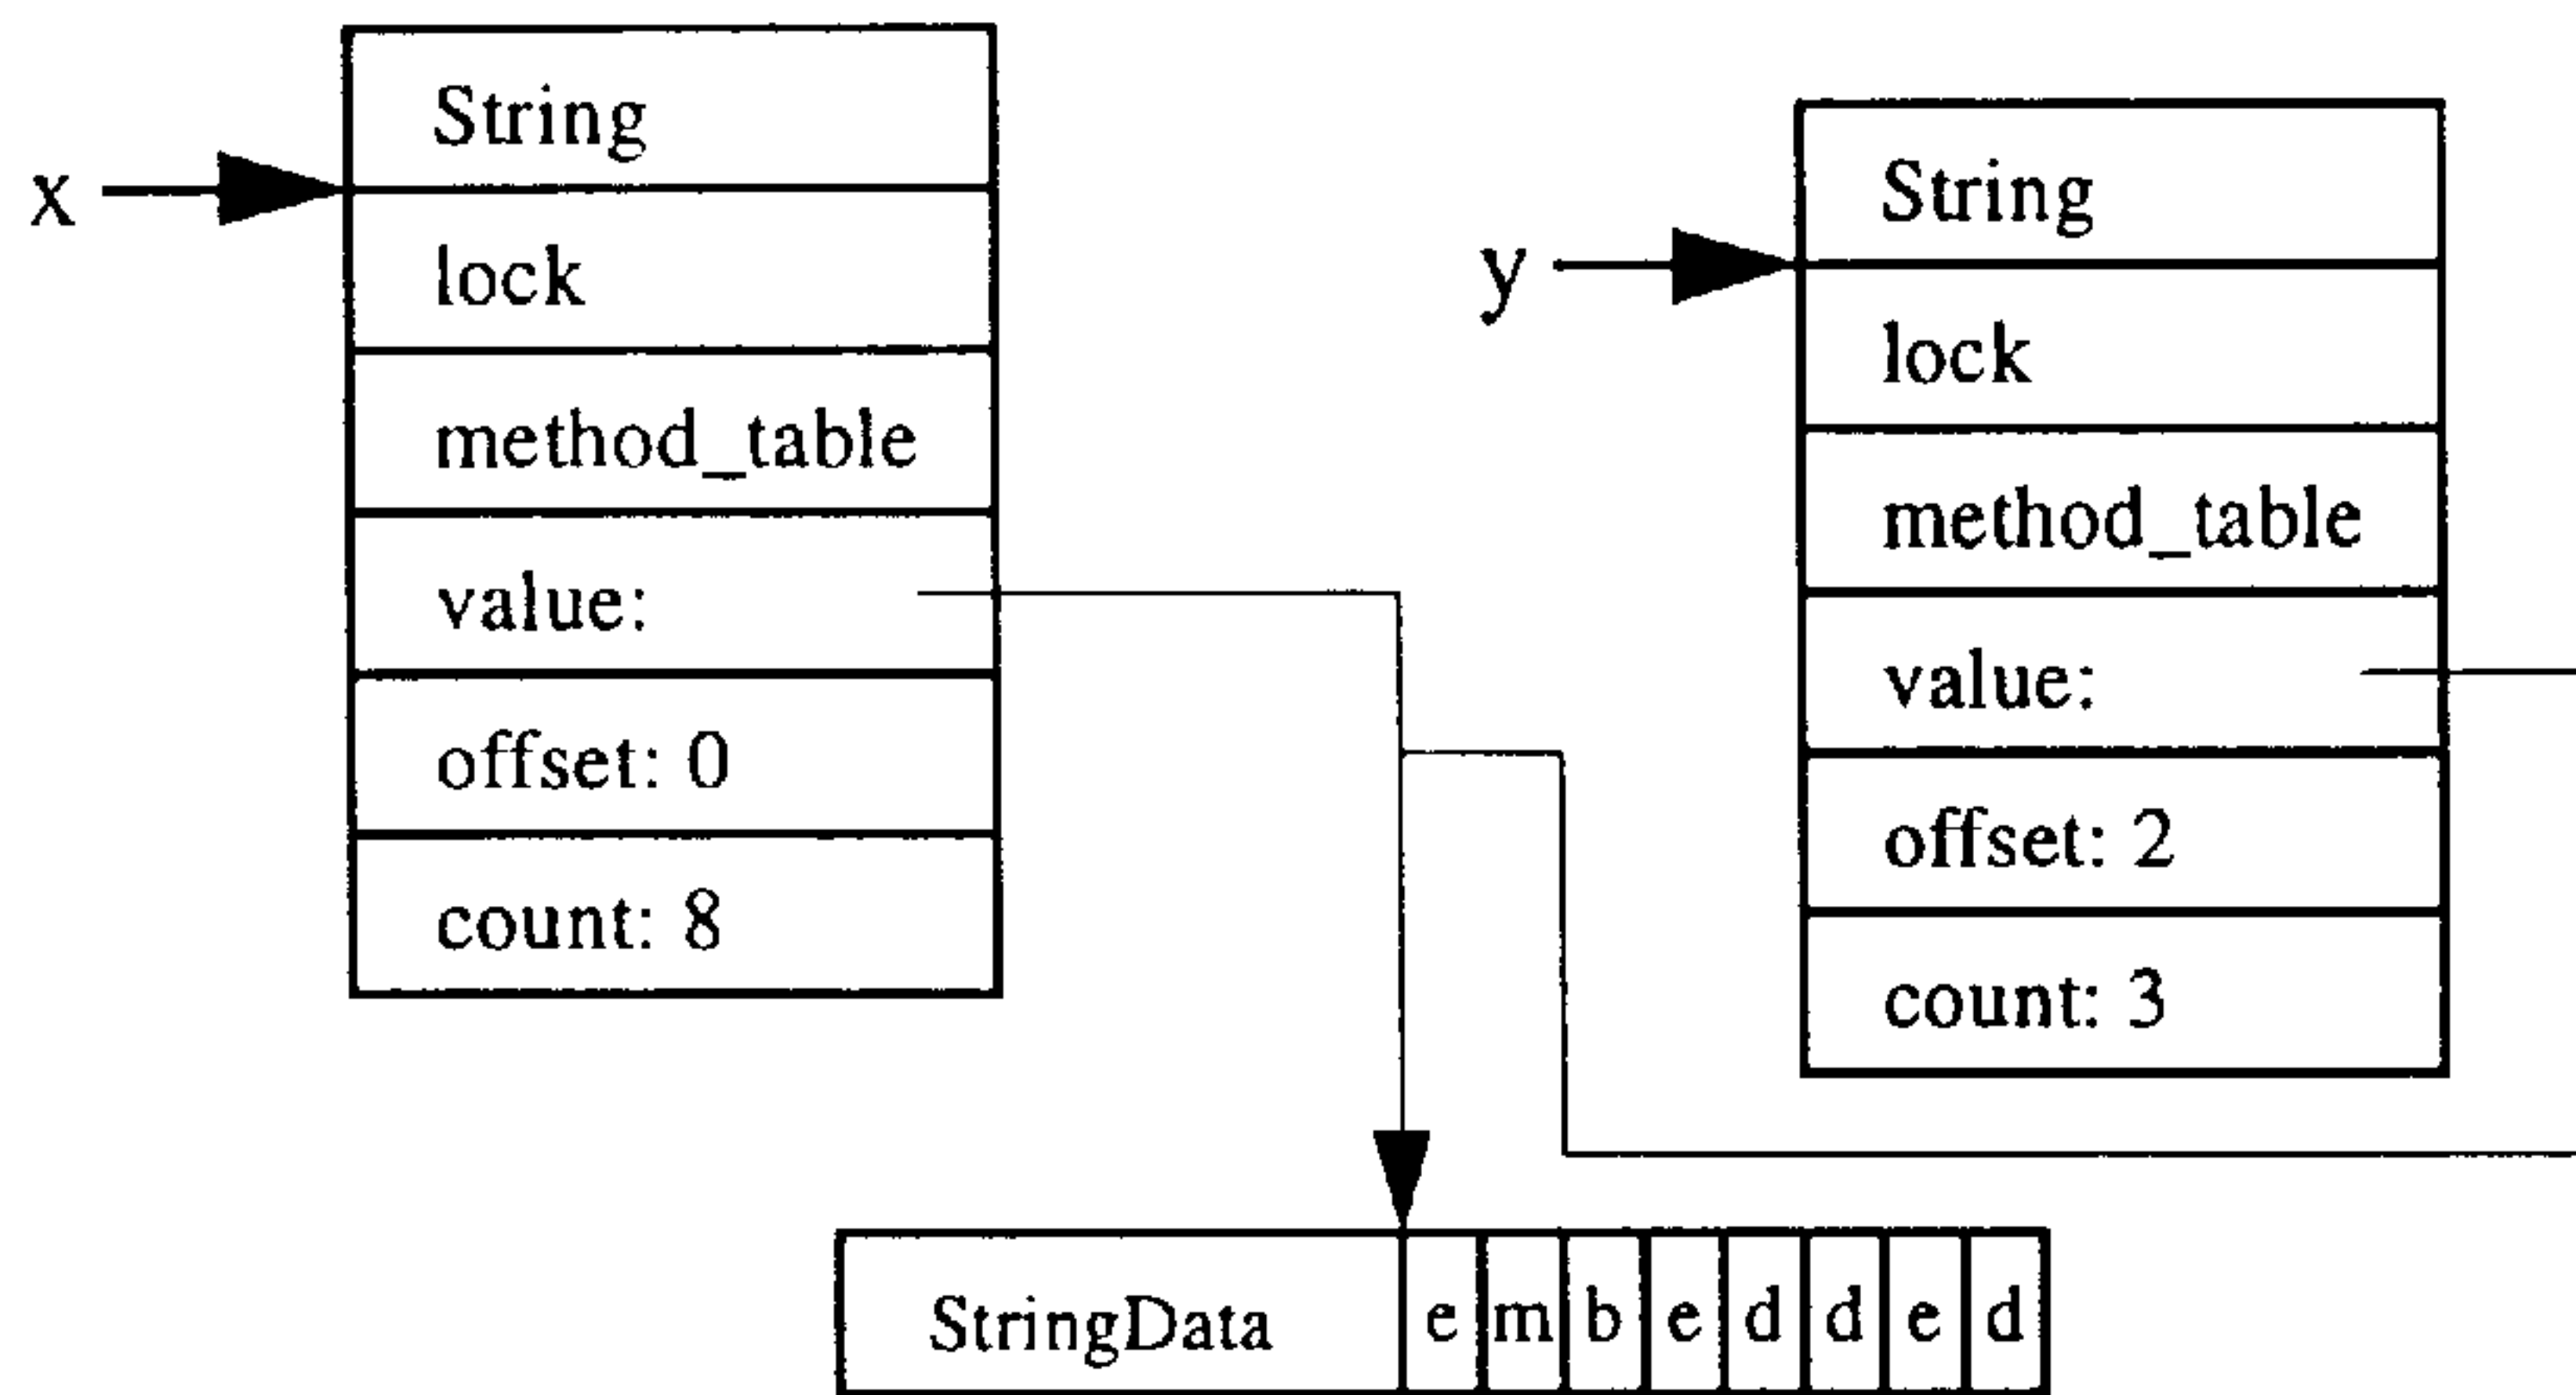 x
String
lock
method_table
value:
offset: 0
count: 8
y
String
lock
method_table
value:
offset: 2
count: 3
StringData e m b e d d e d